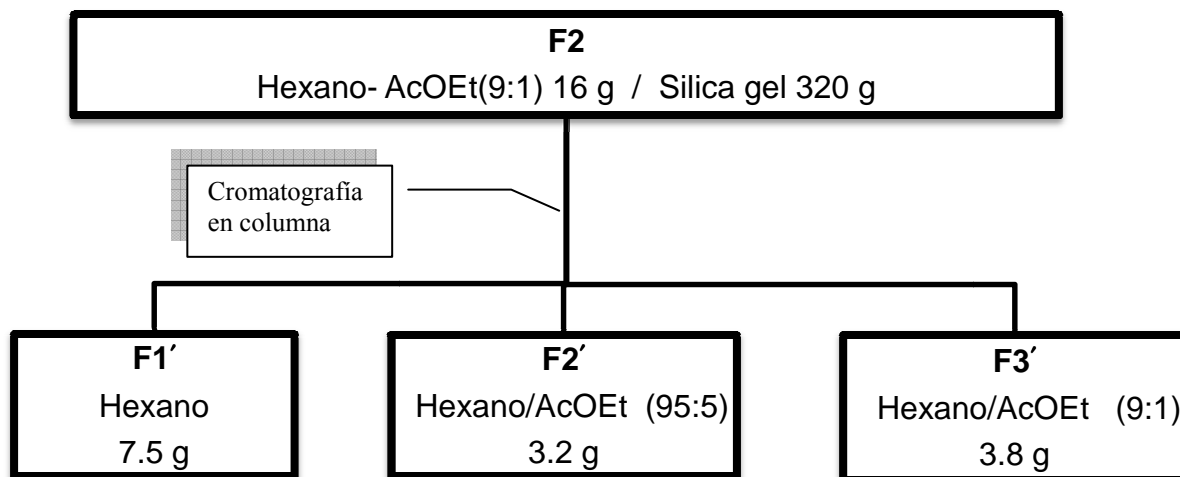 F2
Hexano- AcOEt(9:1) 16 g / Silica gel 320 g
Cromatografía
en columna
F1′
Hexano
7.5 g
F2′
Hexano/AcOEt (95:5)
3.2 g
F3′
Hexano/AcOEt (9:1)
3.8 g